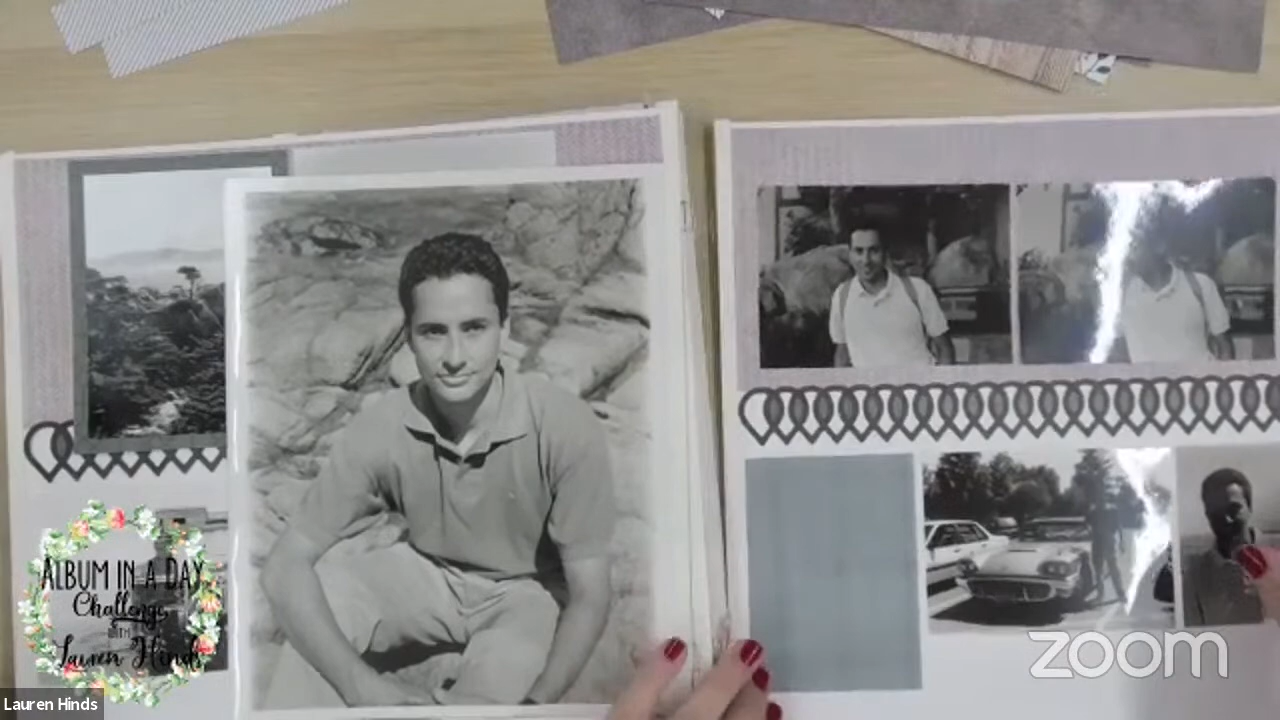 ALBUM IN A DAY
Challenge
WITH
Lauren Hinds
zoom
Lauren Hinds